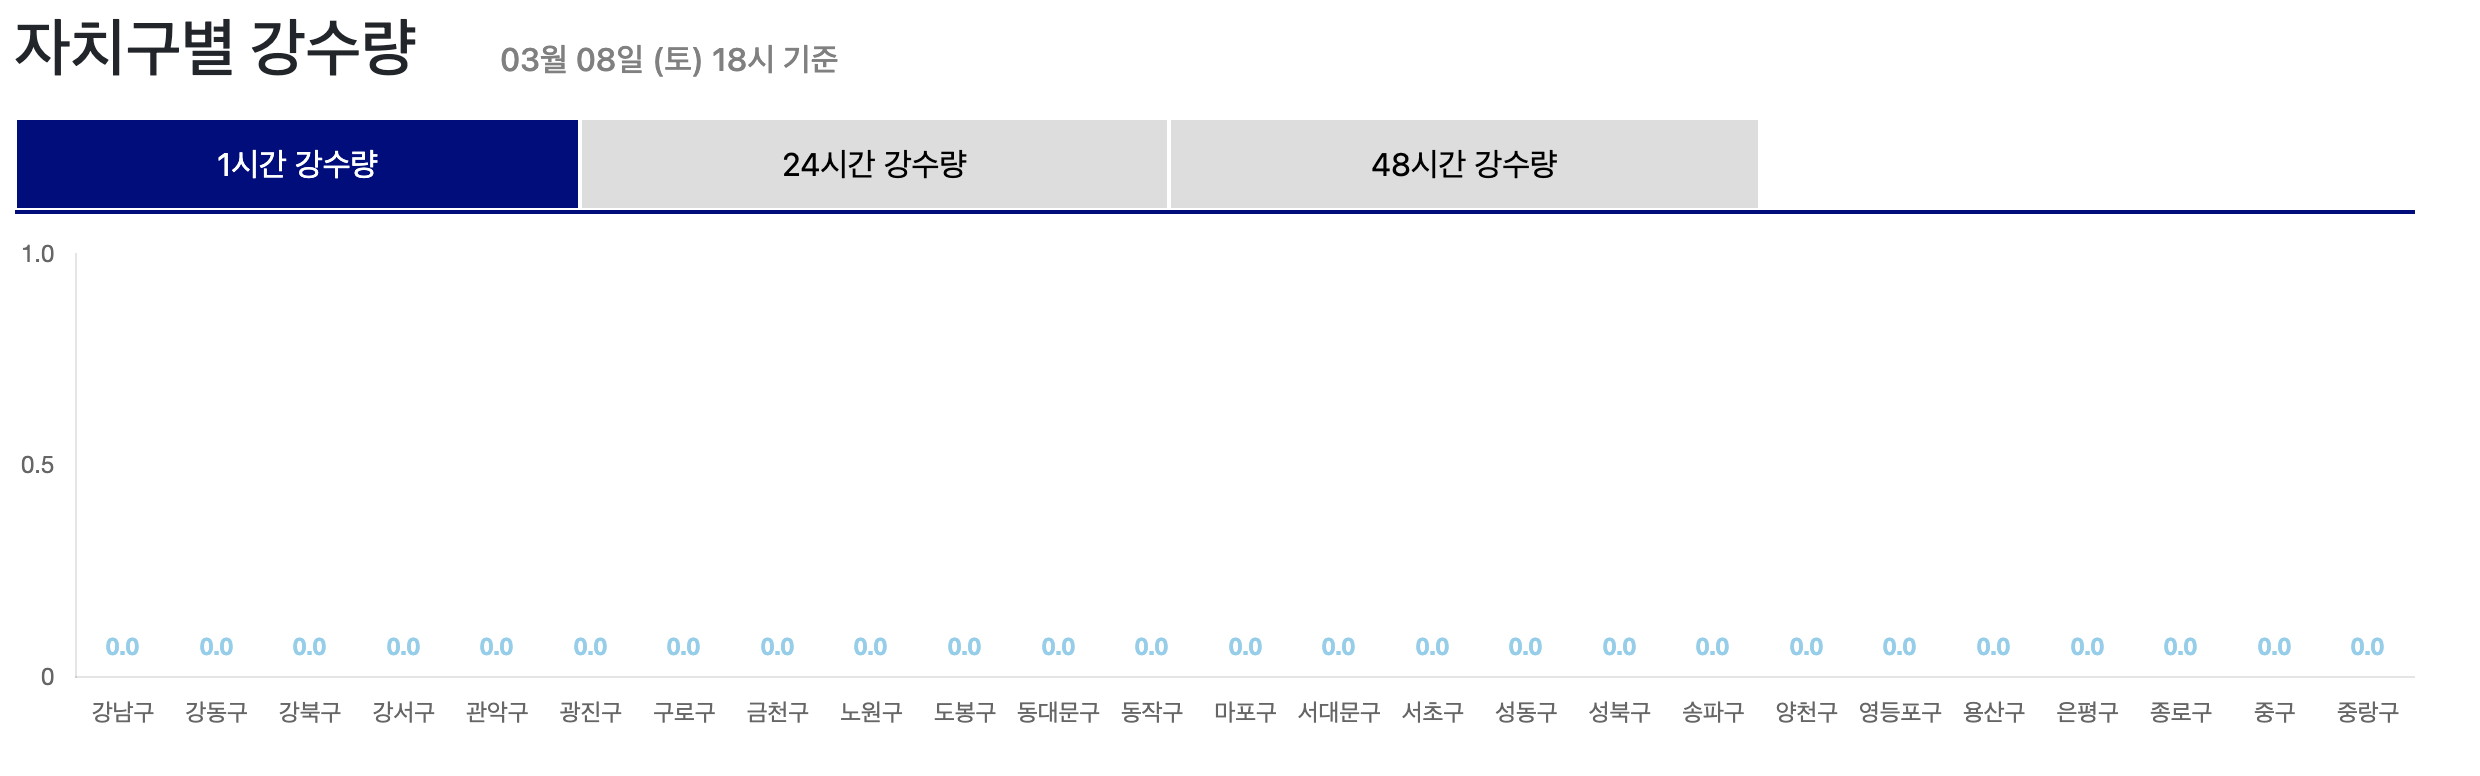 자치구별 강수량 03월 08일 (토) 18시 기준
1시간 강수량 24시간 강수량 48시간 강수량
1.0
0.5
0.0 0.0 0.0 0.0 0.0 0.0 0.0 0.0 0.0 0.0 0.0 0.0 0.0 0.0 0.0 0.0 0.0 0.0 0.0 0.0 0.0 0.0 0.0 0.0 0.0
0
강남구 강동구 강북구 강서구 관악구 광진구 구로구 금천구 노원구 도봉구 동대문구 동작구 마포구 서대문구 서초구 성동구 성북구 송파구 양천구 영등포구 용산구 은평구 종로구 중구 중랑구